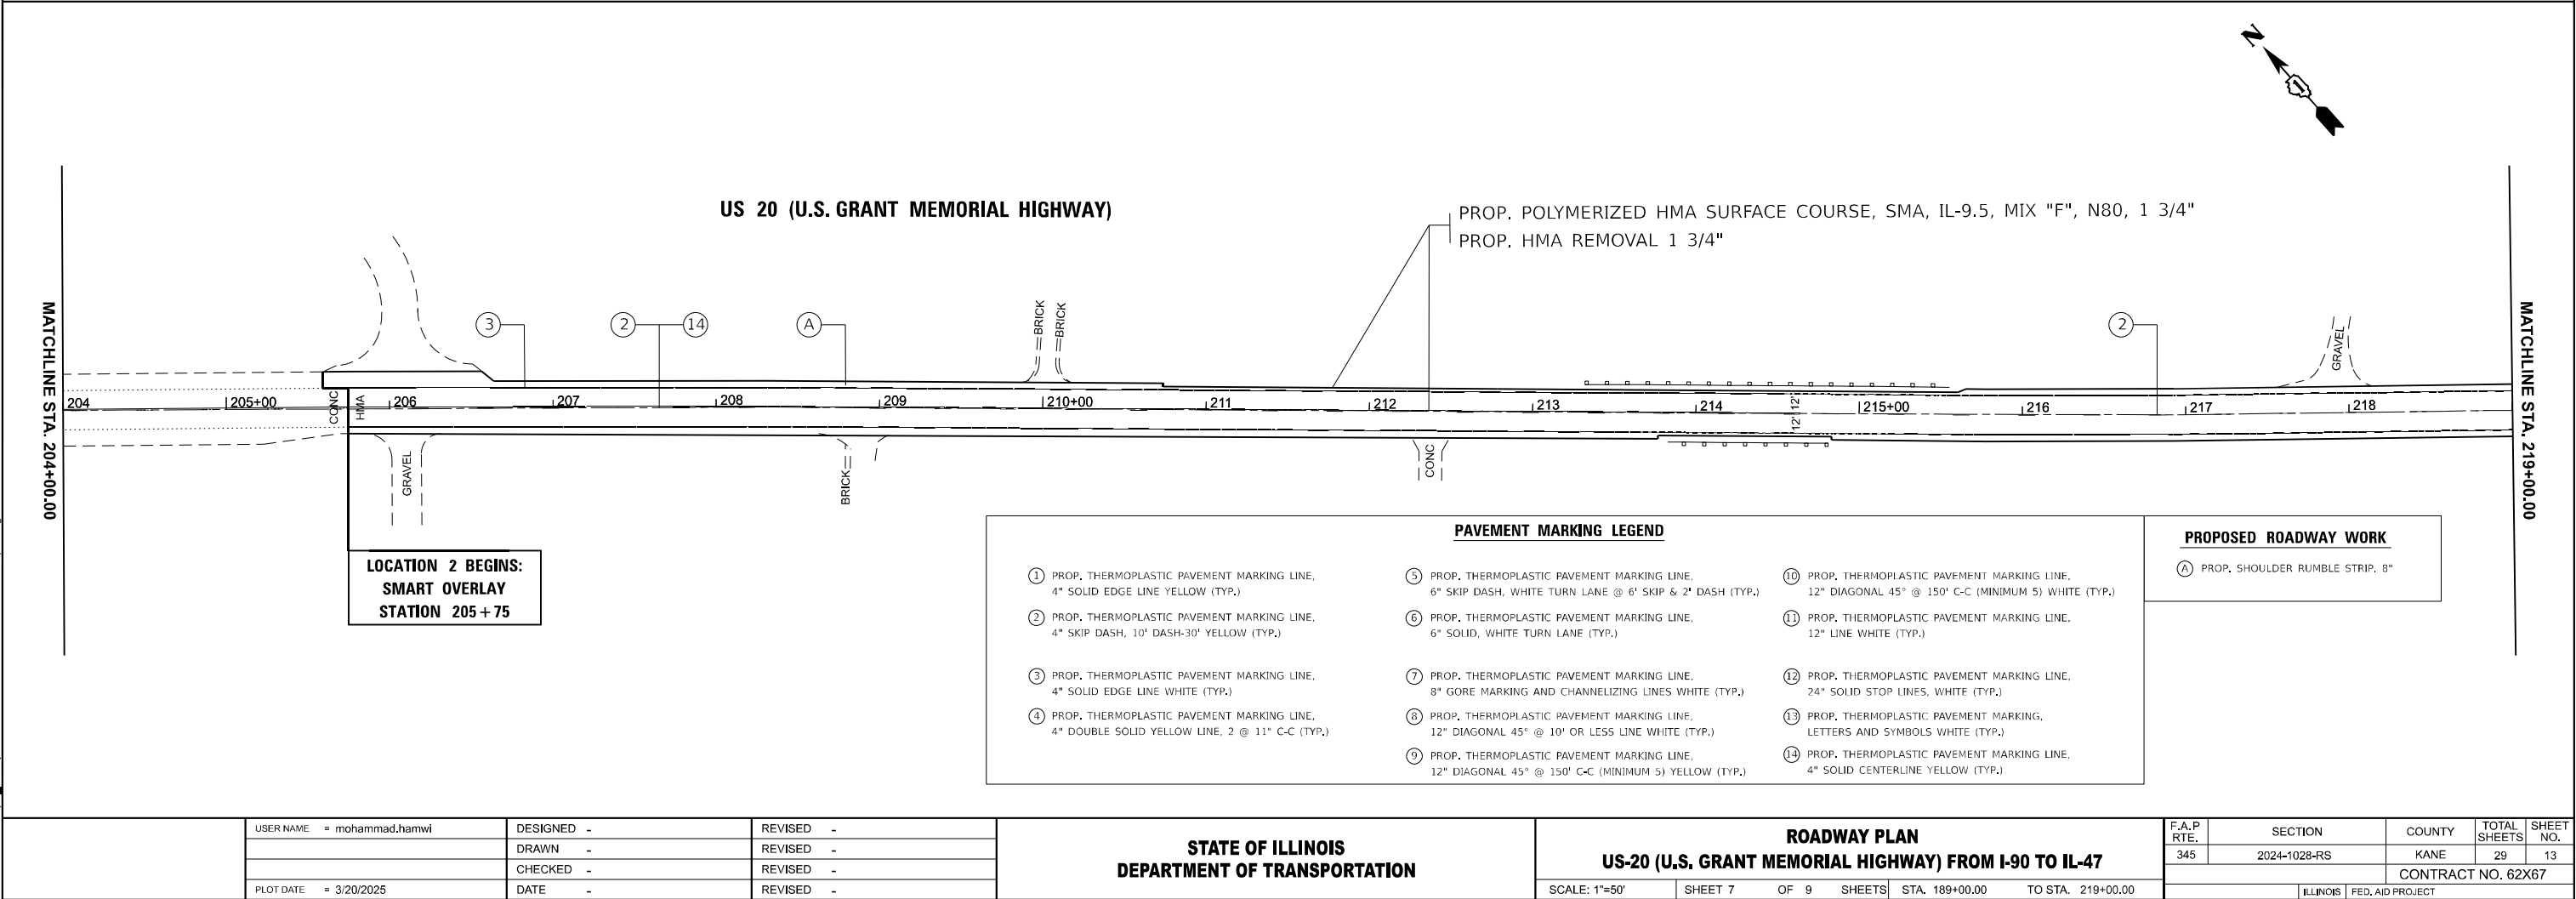 N
US 20 (U.S. GRANT MEMORIAL HIGHWAY)
PROP. POLYMERIZED HMA SURFACE COURSE, SMA, IL-9.5, MIX "F", N80, 1 3/4"
PROP. HMA REMOVAL 1 3/4"
MATCHLINE STA. 204+00.00
3
2
14
A
BRICK
BRICK
2
GRAVEL
MATCHLINE STA. 219+00.00
204
205+00
CONC
HMA
206
207
208
209
210+00
211
212
213
214
12'
12'
215+00
216
217
218
GRAVEL
BRICK
CONC
LOCATION 2 BEGINS:
SMART OVERLAY
STATION 205+75
PAVEMENT MARKING LEGEND
1 PROP. THERMOPLASTIC PAVEMENT MARKING LINE,
4" SOLID EDGE LINE YELLOW (TYP.)
2 PROP. THERMOPLASTIC PAVEMENT MARKING LINE,
4" SKIP DASH, 10' DASH-30' YELLOW (TYP.)
3 PROP. THERMOPLASTIC PAVEMENT MARKING LINE,
4" SOLID EDGE LINE WHITE (TYP.)
4 PROP. THERMOPLASTIC PAVEMENT MARKING LINE,
4" DOUBLE SOLID YELLOW LINE, 2 @ 11" C-C (TYP.)
5 PROP. THERMOPLASTIC PAVEMENT MARKING LINE,
6" SKIP DASH, WHITE TURN LANE @ 6' SKIP & 2' DASH (TYP.)
6 PROP. THERMOPLASTIC PAVEMENT MARKING LINE,
6" SOLID, WHITE TURN LANE (TYP.)
7 PROP. THERMOPLASTIC PAVEMENT MARKING LINE,
8" GORE MARKING AND CHANNELIZING LINES WHITE (TYP.)
8 PROP. THERMOPLASTIC PAVEMENT MARKING LINE,
12" DIAGONAL 45° @ 10' OR LESS LINE WHITE (TYP.)
9 PROP. THERMOPLASTIC PAVEMENT MARKING LINE,
12" DIAGONAL 45° @ 150' C-C (MINIMUM 5) YELLOW (TYP.)
10 PROP. THERMOPLASTIC PAVEMENT MARKING LINE,
12" DIAGONAL 45° @ 150' C-C (MINIMUM 5) WHITE (TYP.)
11 PROP. THERMOPLASTIC PAVEMENT MARKING LINE,
12" LINE WHITE (TYP.)
12 PROP. THERMOPLASTIC PAVEMENT MARKING LINE,
24" SOLID STOP LINES, WHITE (TYP.)
13 PROP. THERMOPLASTIC PAVEMENT MARKING,
LETTERS AND SYMBOLS WHITE (TYP.)
14 PROP. THERMOPLASTIC PAVEMENT MARKING LINE,
4" SOLID CENTERLINE YELLOW (TYP.)
PROPOSED ROADWAY WORK
A PROP. SHOULDER RUMBLE STRIP, 8"
USER NAME = mohammad.hamwi
PLOT DATE = 3/20/2025
DESIGNED -
DRAWN -
CHECKED -
DATE -
REVISED -
REVISED -
REVISED -
REVISED -
STATE OF ILLINOIS
DEPARTMENT OF TRANSPORTATION
ROADWAY PLAN
US-20 (U.S. GRANT MEMORIAL HIGHWAY) FROM I-90 TO IL-47
SCALE: 1"=50' SHEET 7 OF 9 SHEETS STA. 189+00.00 TO STA. 219+00.00
F.A.P RTE. SECTION COUNTY TOTAL SHEETS SHEET NO.
345 2024-1028-RS KANE 29 13
CONTRACT NO. 62X67
ILLINOIS FED. AID PROJECT